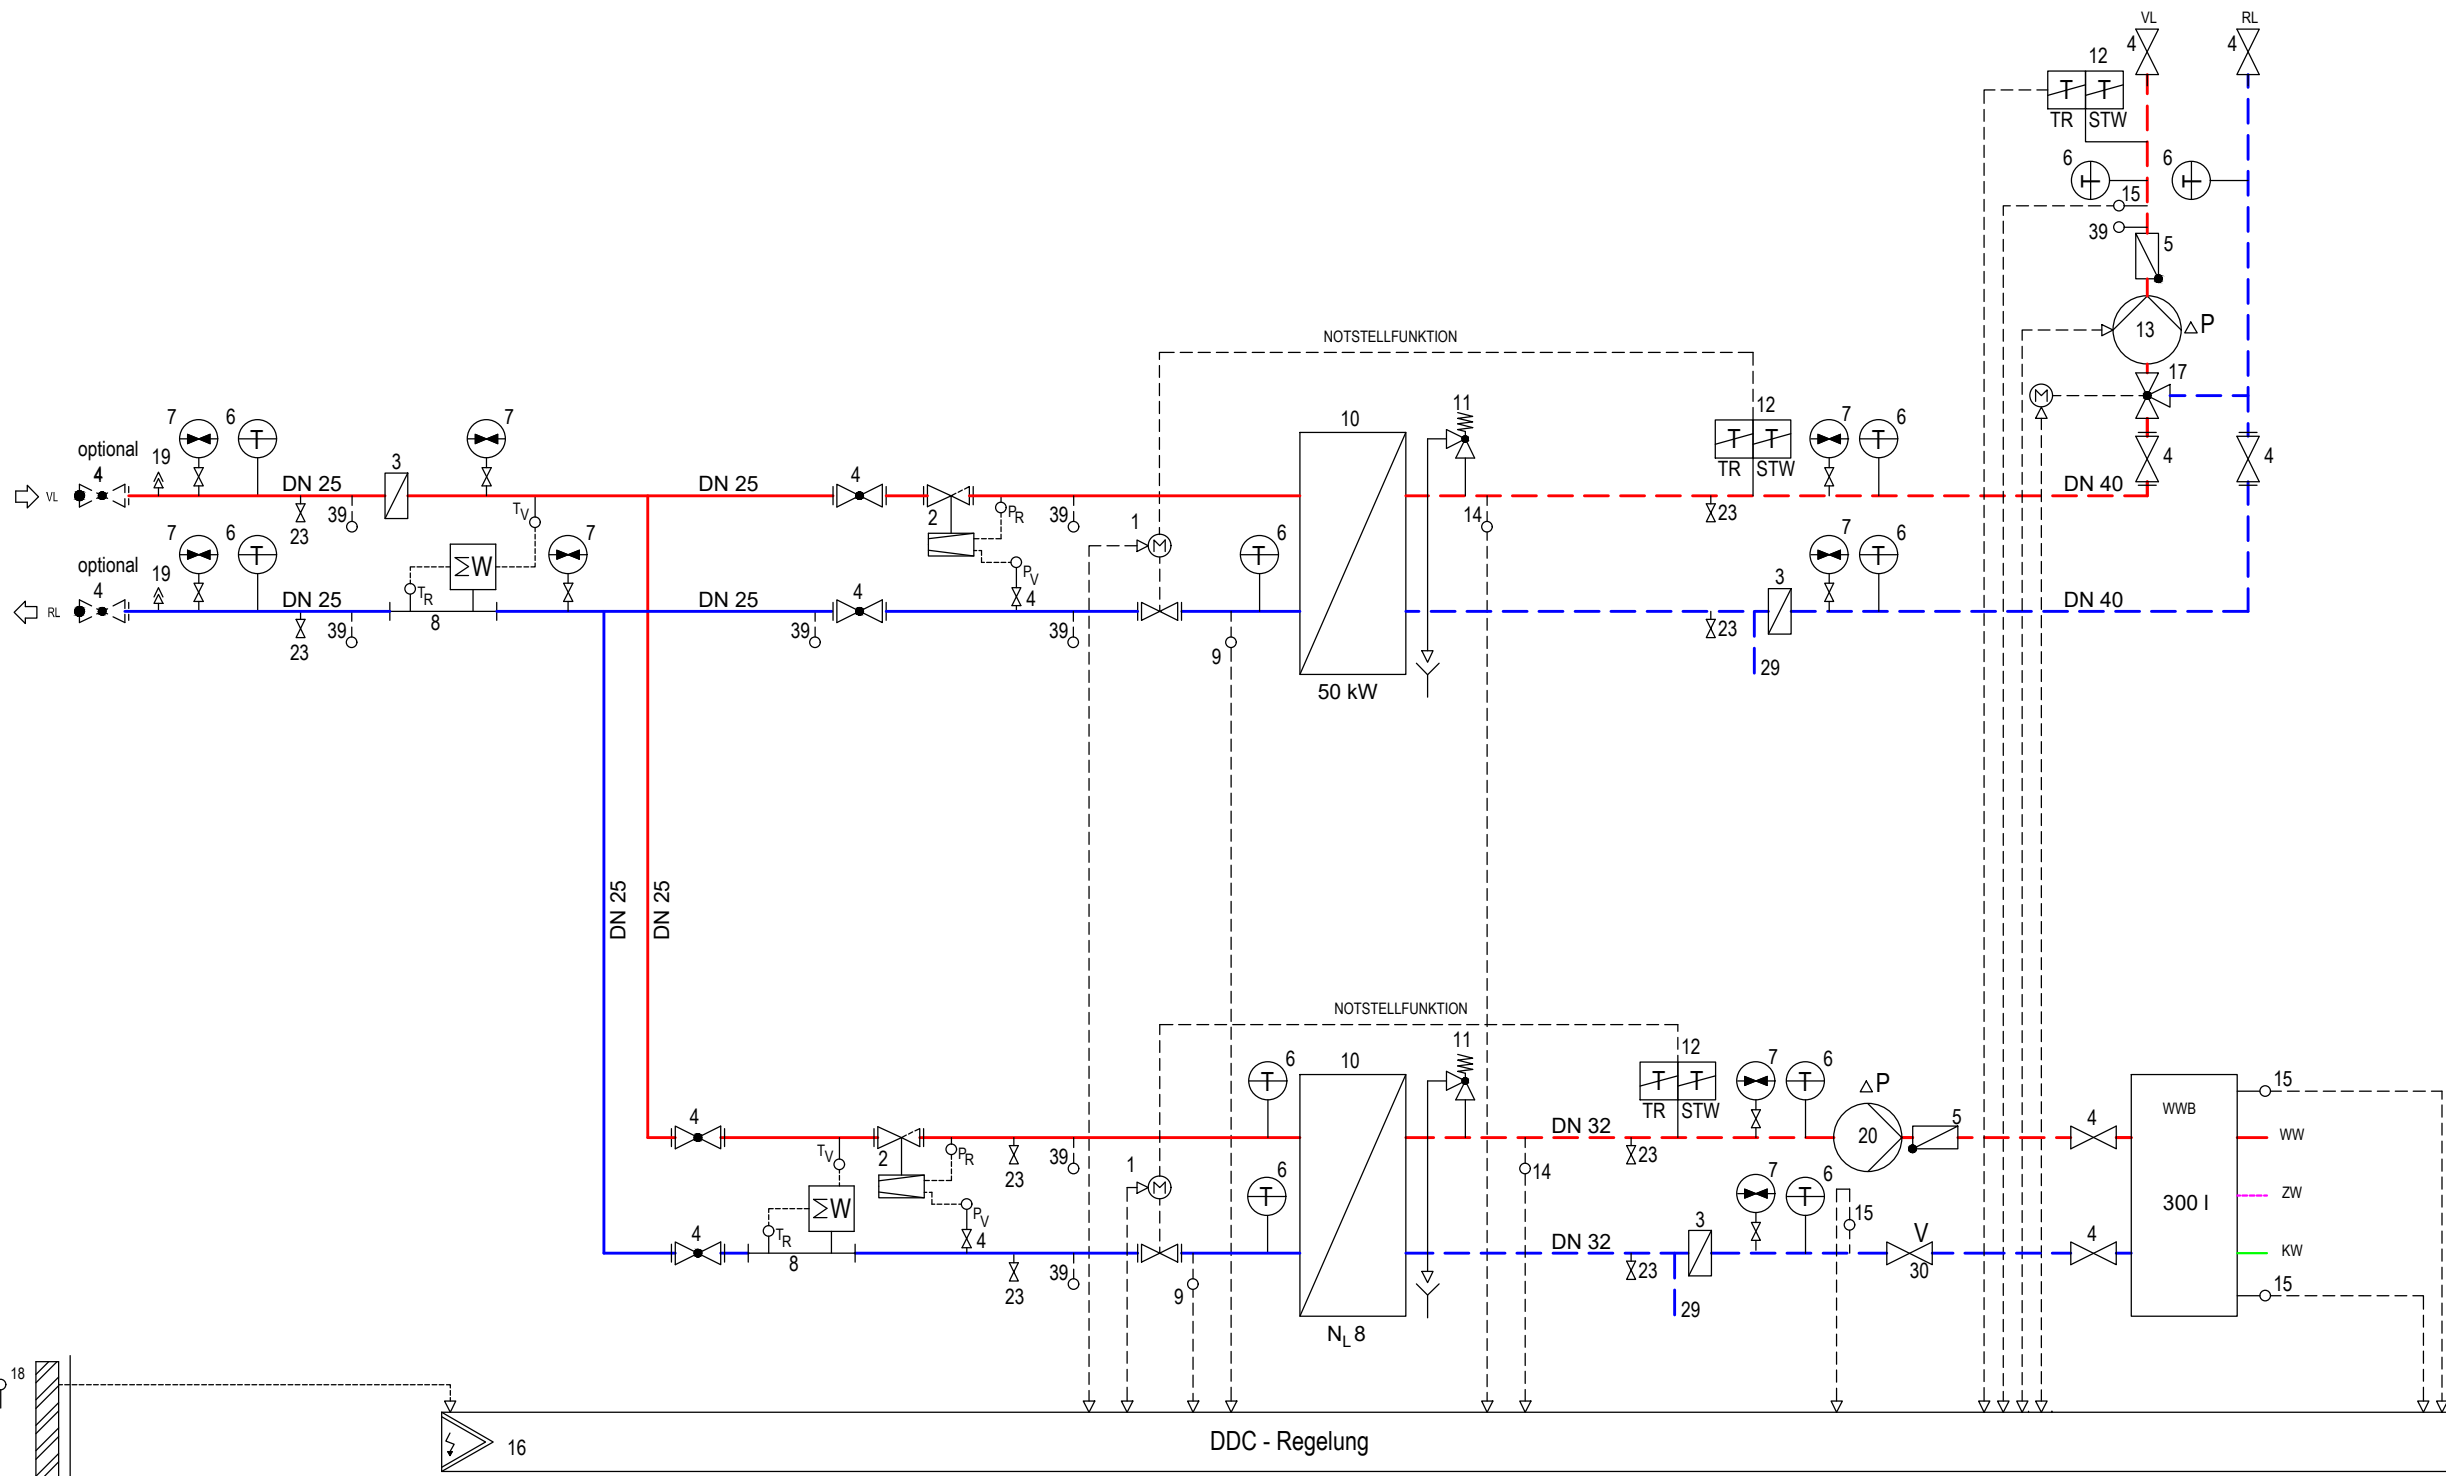 VL RL
4 4
12
TR STW
6 6
15
39
5
13 △P
17
NOTSTELLFUNKTION
4 4
optional
4 19 7 6 DN 25 3 7 DN 25 4 10 11 12 7 6
VL
TR STW
DN 40
23 39 TV 2 PR 39 1 14 23
optional
4 19 7 6 DN 25 ΣW 7 DN 25 4 PV 6 7 6
RL
TR 4 3 DN 40
23 39 8 39 39 9 23 29
50 kW
DN 25 DN 25
NOTSTELLFUNKTION
6 10 11 12 7 6 △P
TR STW
15
4 DN 32 20 5 4 WWB
WW
TV 2 PR 23 39 1 6 14 23 7 6
ΣW
ZW
300 l
4 TR PV 4 DN 32 3 15 V 4
KW
8 23 39 9 23 29 30 15
NL 8
18
16 DDC - Regelung